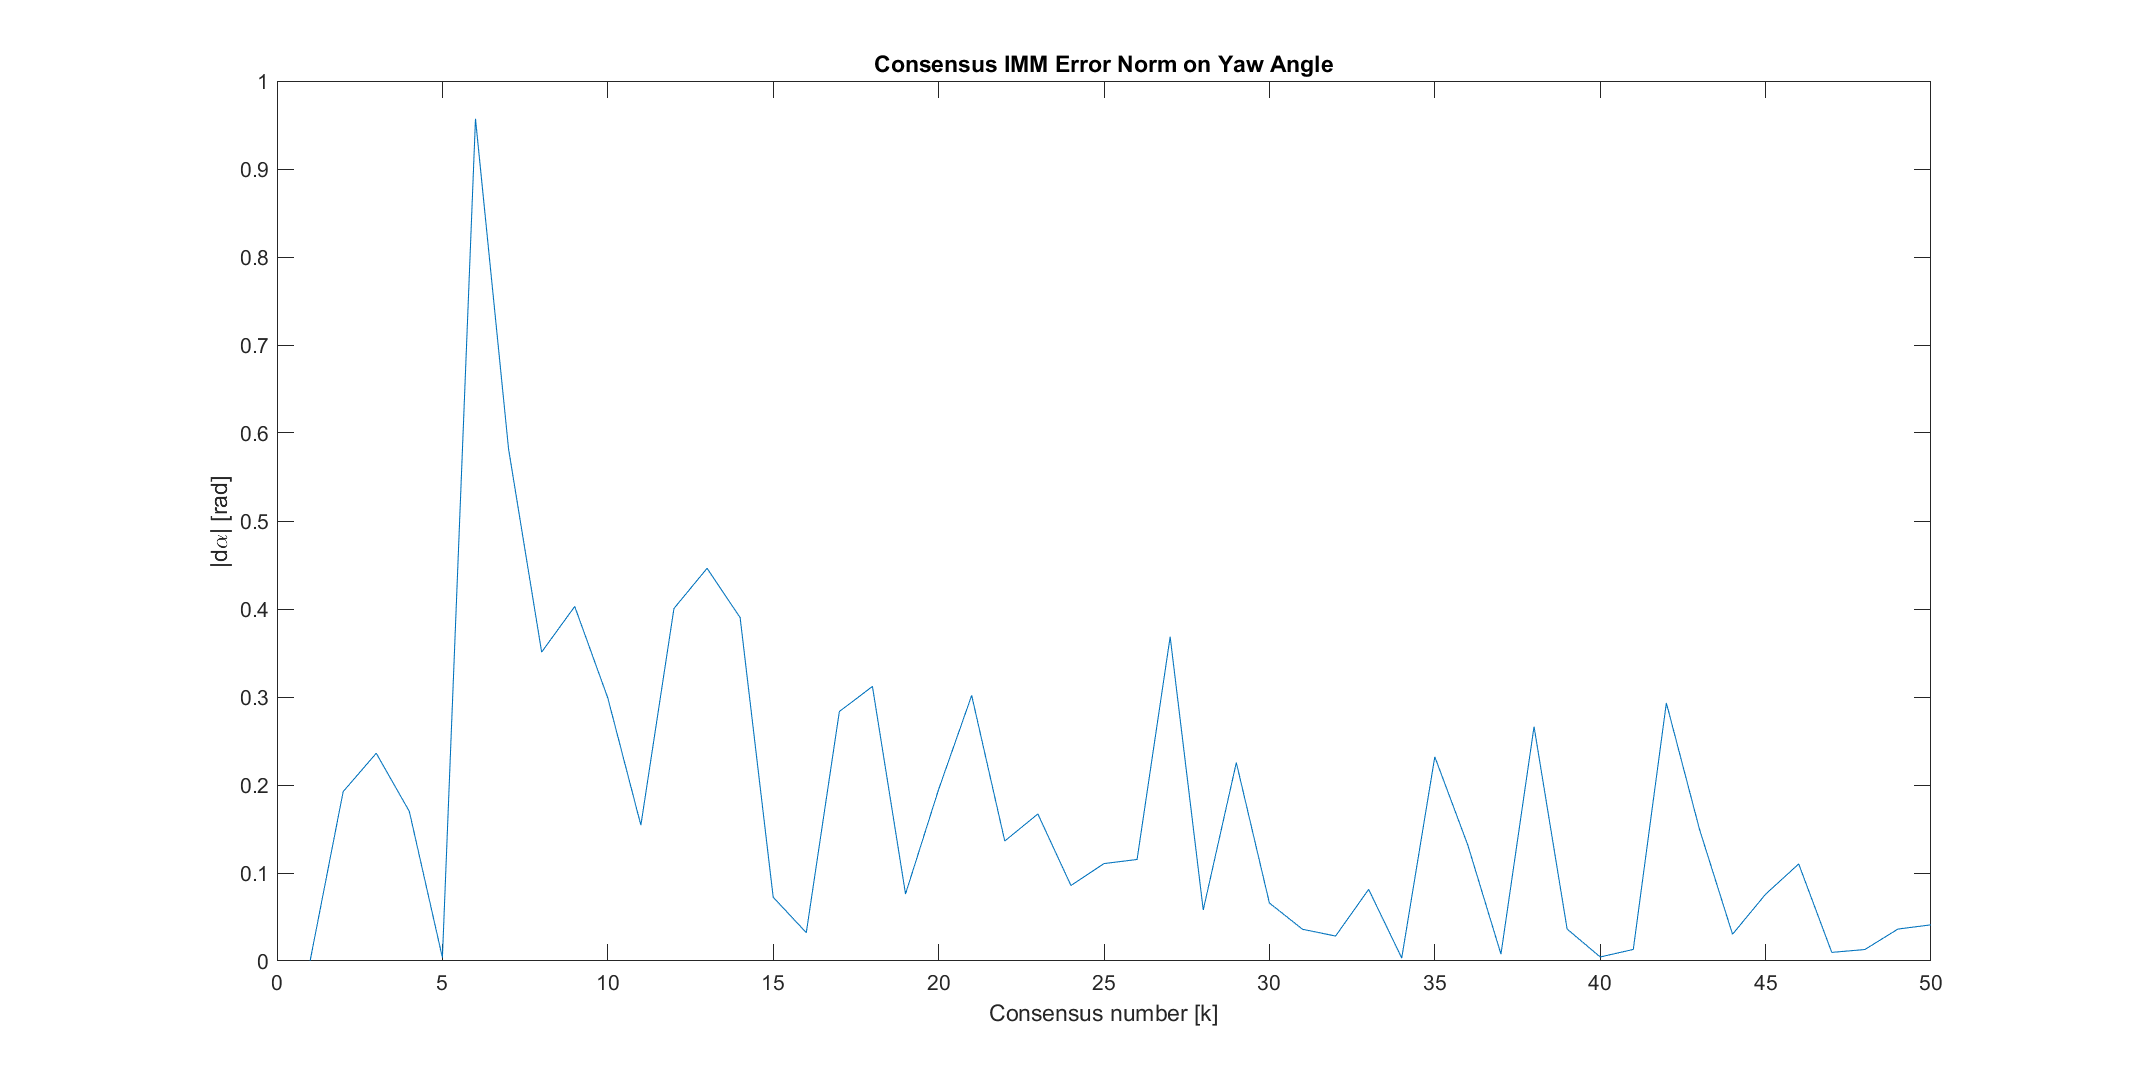 Consensus IMM Error Norm on Yaw Angle
1
0.9
0.8
0.7
0.6
0.5
0.4
0.3
0.2
0.1
0
|dα| [rad]
0 5 10 15 20 25 30 35 40 45 50
Consensus number [k]